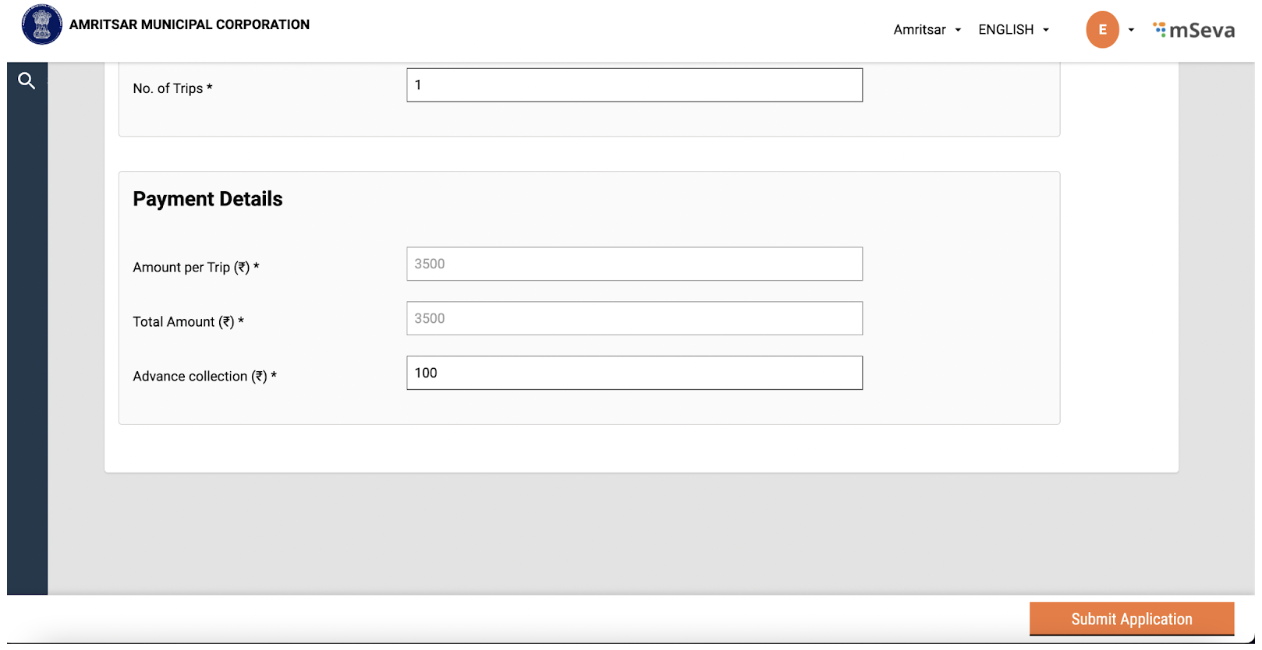 AMRITSAR MUNICIPAL CORPORATION
Amritsar ENGLISH E mSeva
No. of Trips * 1
Payment Details
Amount per Trip (₹) * 3500
Total Amount (₹) * 3500
Advance collection (₹) * 100
Submit Application